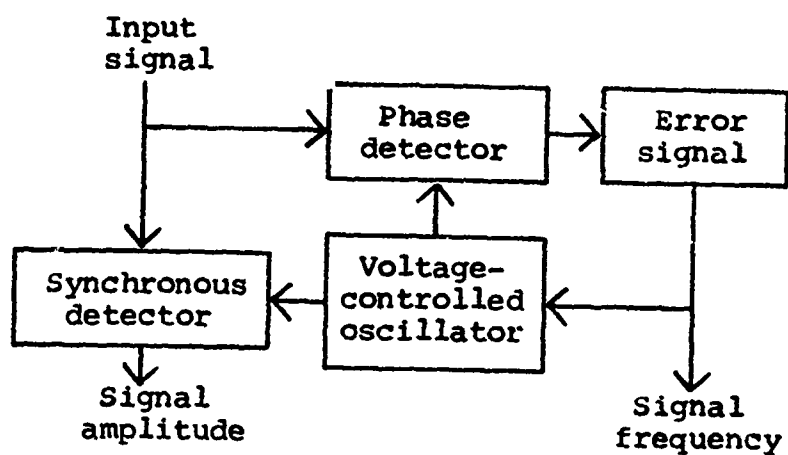 Input
signal
Phase
detector
Error
signal
Synchronous
detector
Voltage-
controlled
oscillator
Signal
amplitude
Signal
frequency